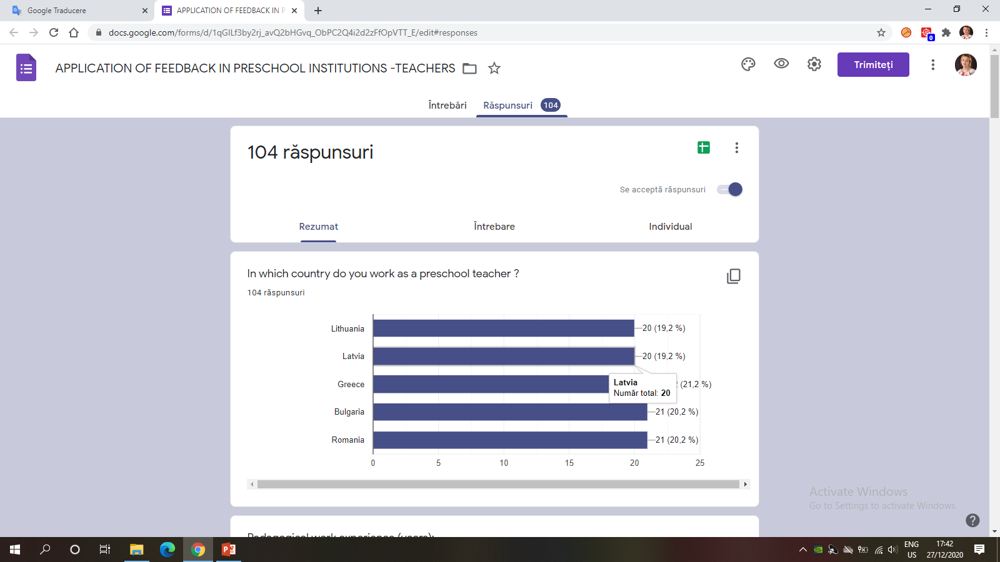 Google Traducere
APPLICATION OF FEEDBACK IN P
docs.google.com/forms/d/1qGILf3by2rj_avQ2bHGvq_ObPC2Q4i2d2zFfOpVTT_E/edit#responses
0
APPLICATION OF FEEDBACK IN PRESCHOOL INSTITUTIONS -TEACHERS
Trimiteți
Întrebări
Răspunsuri 104
104 răspunsuri
Se acceptă răspunsuri
Rezumat
Întrebare
Individual
In which country do you work as a preschool teacher ?
104 răspunsuri
Lithuania
20 (19,2 %)
Latvia
20 (19,2 %)
Latvia
Număr total: 20
Greece
(21,2 %)
Bulgaria
21 (20,2 %)
Romania
21 (20,2 %)
0 5 10 15 20 25
Activate Windows
Go to Settings to activate Windows.
Pedagogical work experience (years):
ENG
US
17:42
27/12/2020